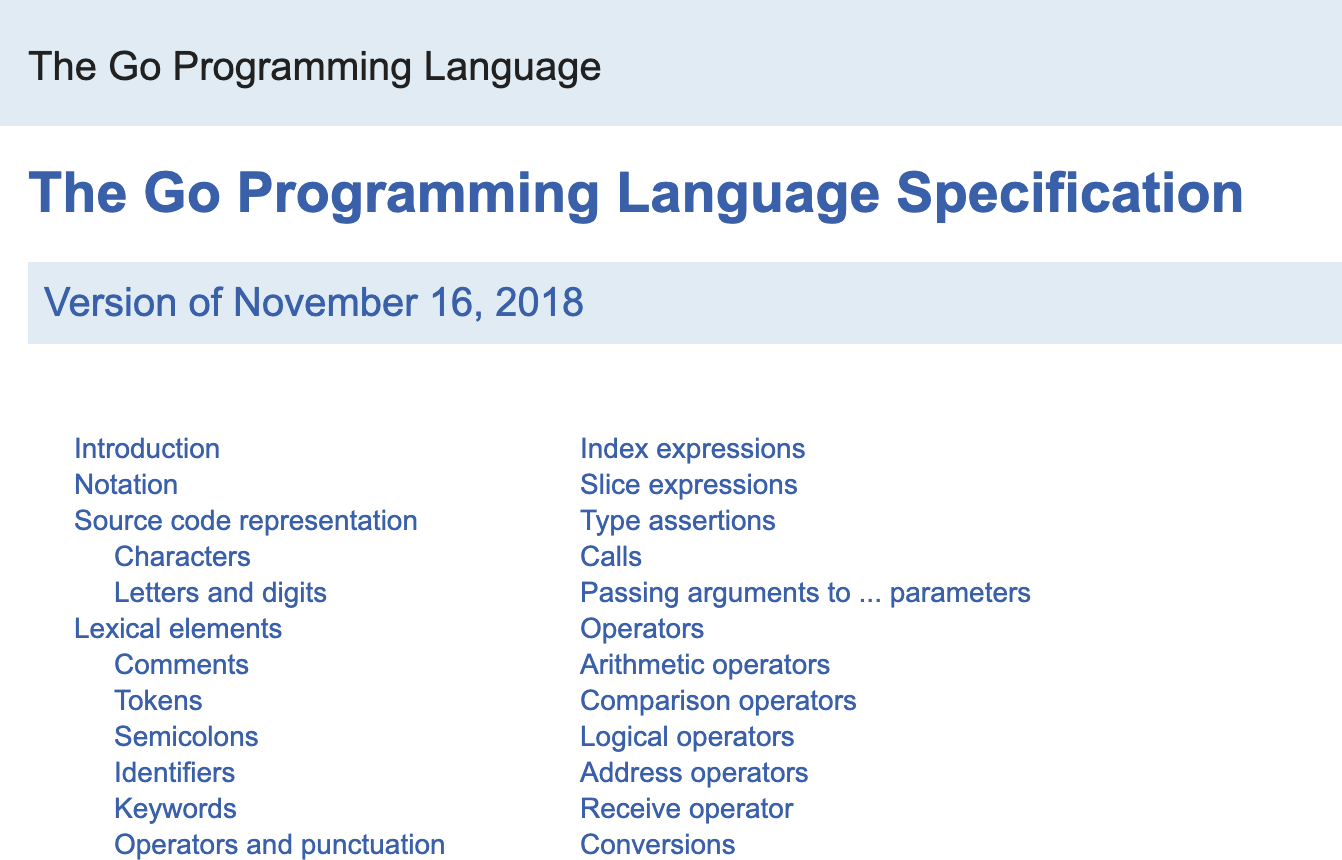 The Go Programming Language
The Go Programming Language Specification
Version of November 16, 2018
Introduction
Notation
Source code representation
Characters
Letters and digits
Lexical elements
Comments
Tokens
Semicolons
Identifiers
Keywords
Operators and punctuation
Index expressions
Slice expressions
Type assertions
Calls
Passing arguments to ... parameters
Operators
Arithmetic operators
Comparison operators
Logical operators
Address operators
Receive operator
Conversions